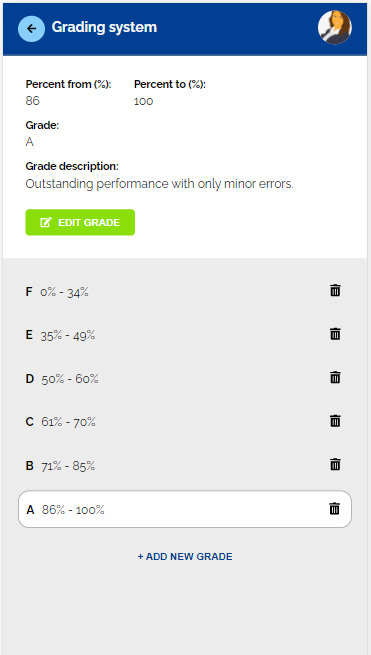 Grading system
Percent from (%): Percent to (%):
86 100
Grade:
A
Grade description:
Outstanding performance with only minor errors.
EDIT GRADE
F 0% - 34%
E 35% - 49%
D 50% - 60%
C 61% - 70%
B 71% - 85%
A 86% - 100%
+ ADD NEW GRADE